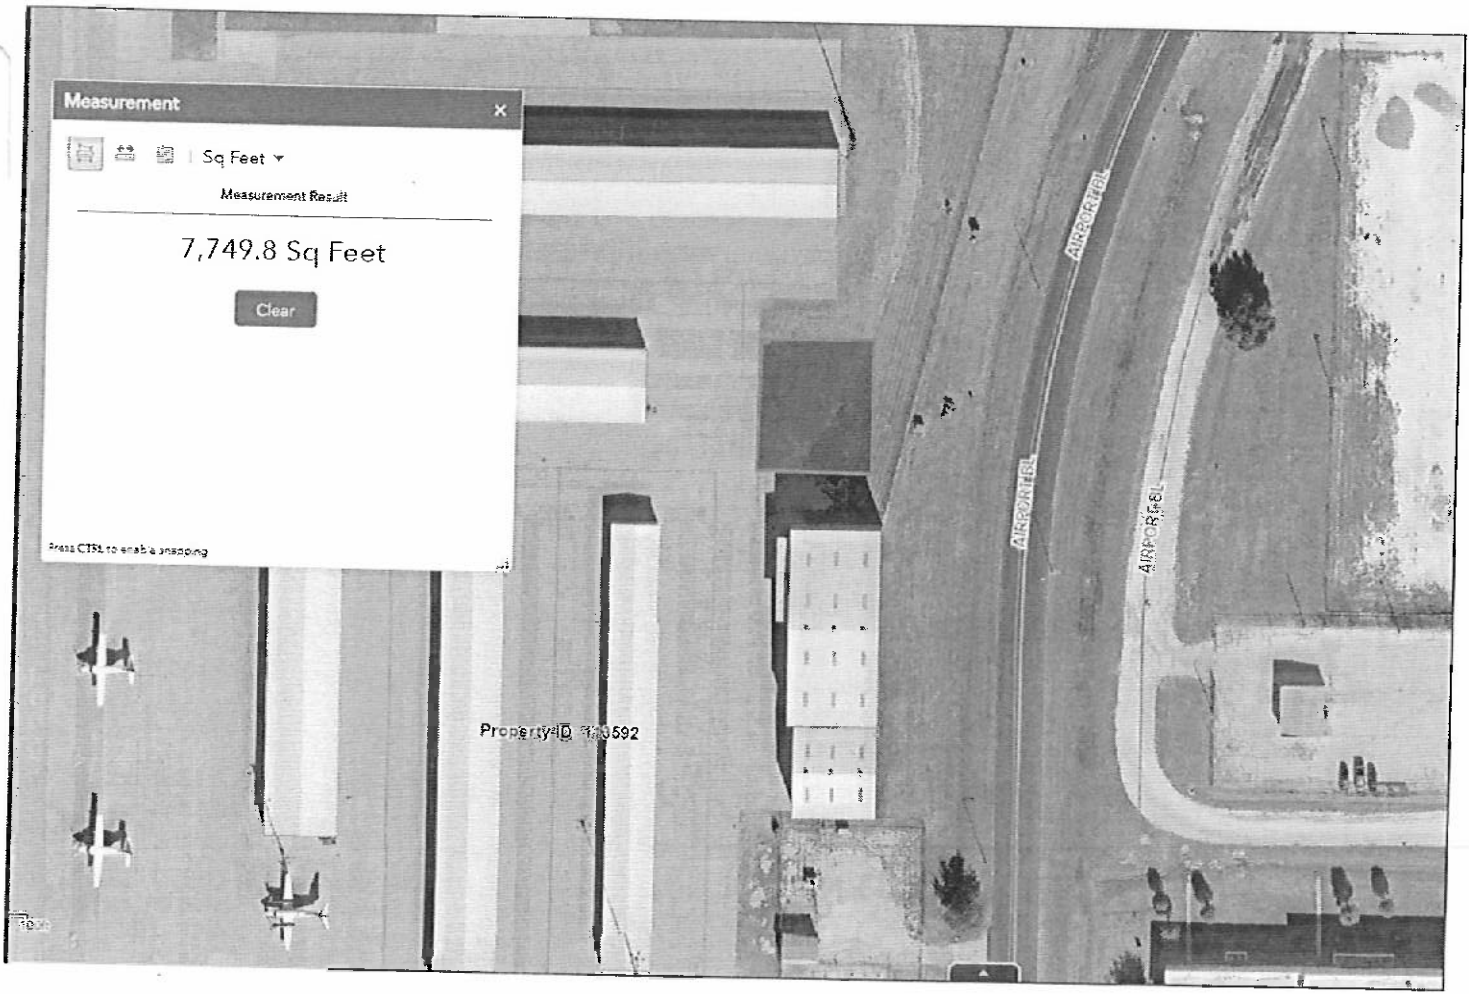 Measurement
Sq Feet
Measurement Result
7,749.8 Sq Feet
Clear
Press CTRL to enable snapping
AIRPORT BL
AIRPORT BL
AIRPORT BL
Property ID